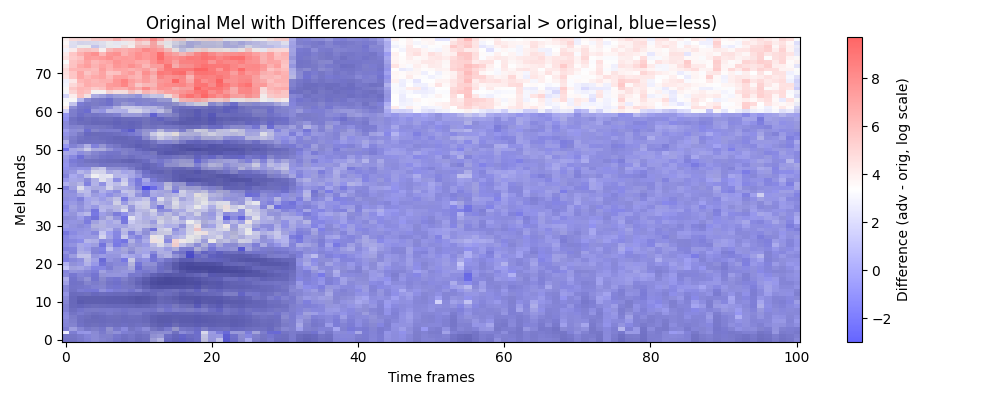 Original Mel with Differences (red=adversarial > original, blue=less)
Mel bands
70
60
50
40
30
20
10
0
0 20 40 60 80 100
Time frames
8
6
4
2
0
−2
Difference (adv - orig, log scale)